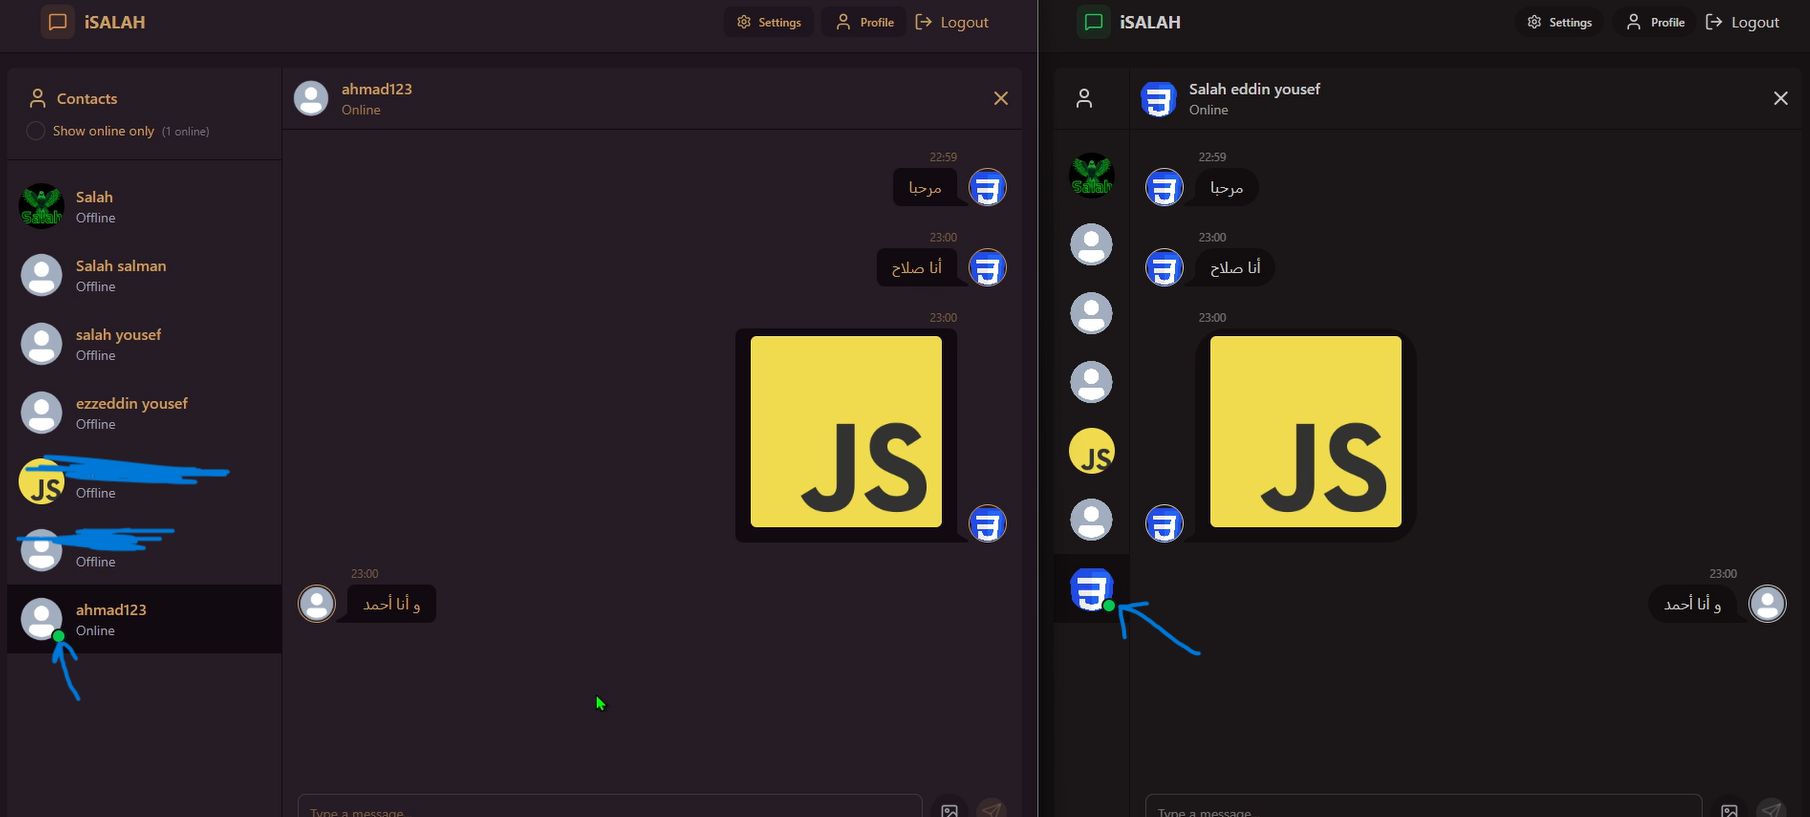 iSALAH
Settings
Profile
Logout
Contacts
Show online only (1 online)
Salah
Salah
Offline
Salah salman
Offline
salah yousef
Offline
ezzeddin yousef
Offline
JS
Offline
Offline
ahmad123
Online
ahmad123
Online
22:59
مرحبا
23:00
أنا صلاح
23:00
JS
23:00
و أنا أحمد
Type a message
iSALAH
Settings
Profile
Logout
Salah
JS
Salah eddin yousef
Online
22:59
مرحبا
23:00
أنا صلاح
23:00
JS
23:00
و أنا أحمد
Type a message